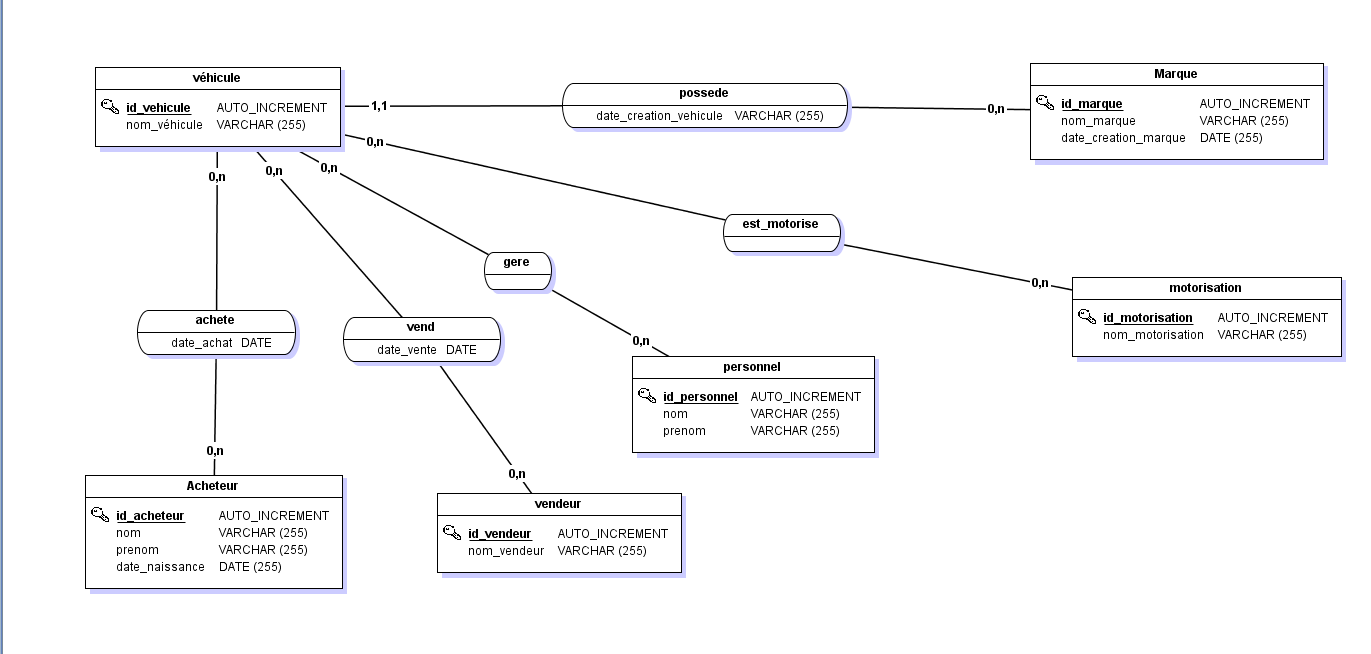 véhicule
id_vehicule AUTO_INCREMENT
nom_véhicule VARCHAR (255)
1,1
possede
date_creation_vehicule VARCHAR (255)
0,n
Marque
id_marque AUTO_INCREMENT
nom_marque VARCHAR (255)
date_creation_marque DATE (255)
0,n
0,n
0,n
0,n
est_motorise
gere
0,n
motorisation
id_motorisation AUTO_INCREMENT
nom_motorisation VARCHAR (255)
achete
date_achat DATE
vend
date_vente DATE
0,n
personnel
id_personnel AUTO_INCREMENT
nom VARCHAR (255)
prenom VARCHAR (255)
0,n
0,n
Acheteur
id_acheteur AUTO_INCREMENT
nom VARCHAR (255)
prenom VARCHAR (255)
date_naissance DATE (255)
vendeur
id_vendeur AUTO_INCREMENT
nom_vendeur VARCHAR (255)